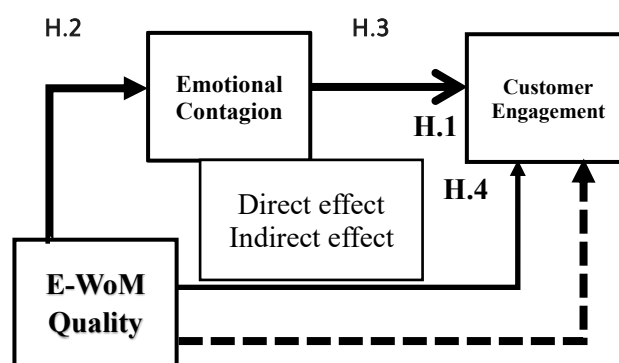 H.2
H.3
Emotional
Contagion
Customer
Engagement
H.1
H.4
Direct effect
Indirect effect
E-WoM
Quality